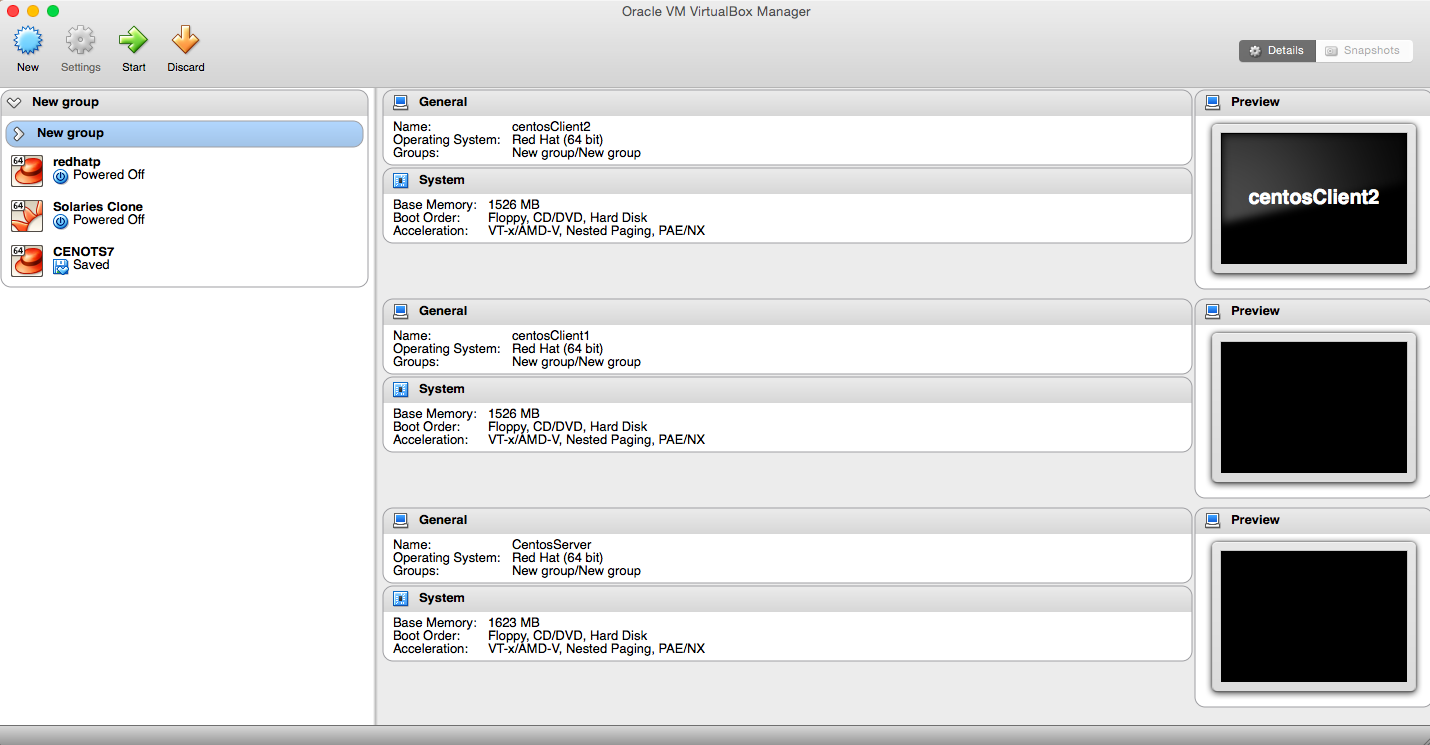 Oracle VM VirtualBox Manager
New Settings Start Discard
Details Snapshots
New group
New group
64 redhatp
Powered Off
64 Solaries Clone
Powered Off
64 CENOTS7
Saved
General
Name: centosClient2
Operating System: Red Hat (64 bit)
Groups: New group/New group
System
Base Memory: 1526 MB
Boot Order: Floppy, CD/DVD, Hard Disk
Acceleration: VT-x/AMD-V, Nested Paging, PAE/NX
Preview
centosClient2
General
Name: centosClient1
Operating System: Red Hat (64 bit)
Groups: New group/New group
System
Base Memory: 1526 MB
Boot Order: Floppy, CD/DVD, Hard Disk
Acceleration: VT-x/AMD-V, Nested Paging, PAE/NX
Preview
General
Name: CentosServer
Operating System: Red Hat (64 bit)
Groups: New group/New group
System
Base Memory: 1623 MB
Boot Order: Floppy, CD/DVD, Hard Disk
Acceleration: VT-x/AMD-V, Nested Paging, PAE/NX
Preview